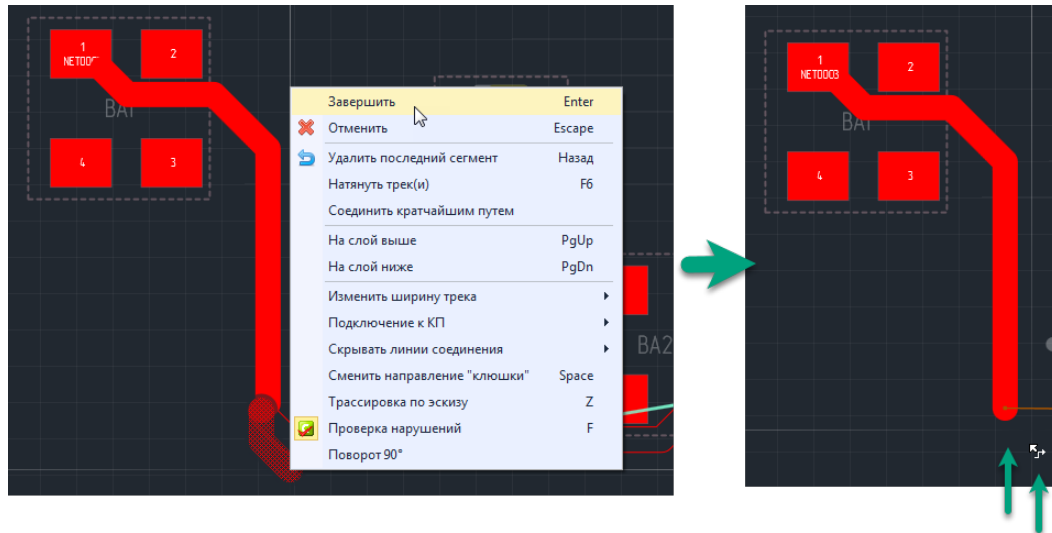 1
NET00
2
BA1
4
3
Завершить Enter
Отменить Escape
Удалить последний сегмент Назад
Натянуть трек(и) F6
Соединить кратчайшим путем
На слой выше PgUp
На слой ниже PgDn
Изменить ширину трека
Подключение к КП
Скрывать линии соединения
Сменить направление "клюшки" Space
Трассировка по эскизу Z
Проверка нарушений F
Поворот 90°
BA2
1
NET0003
2
BA1
4
3